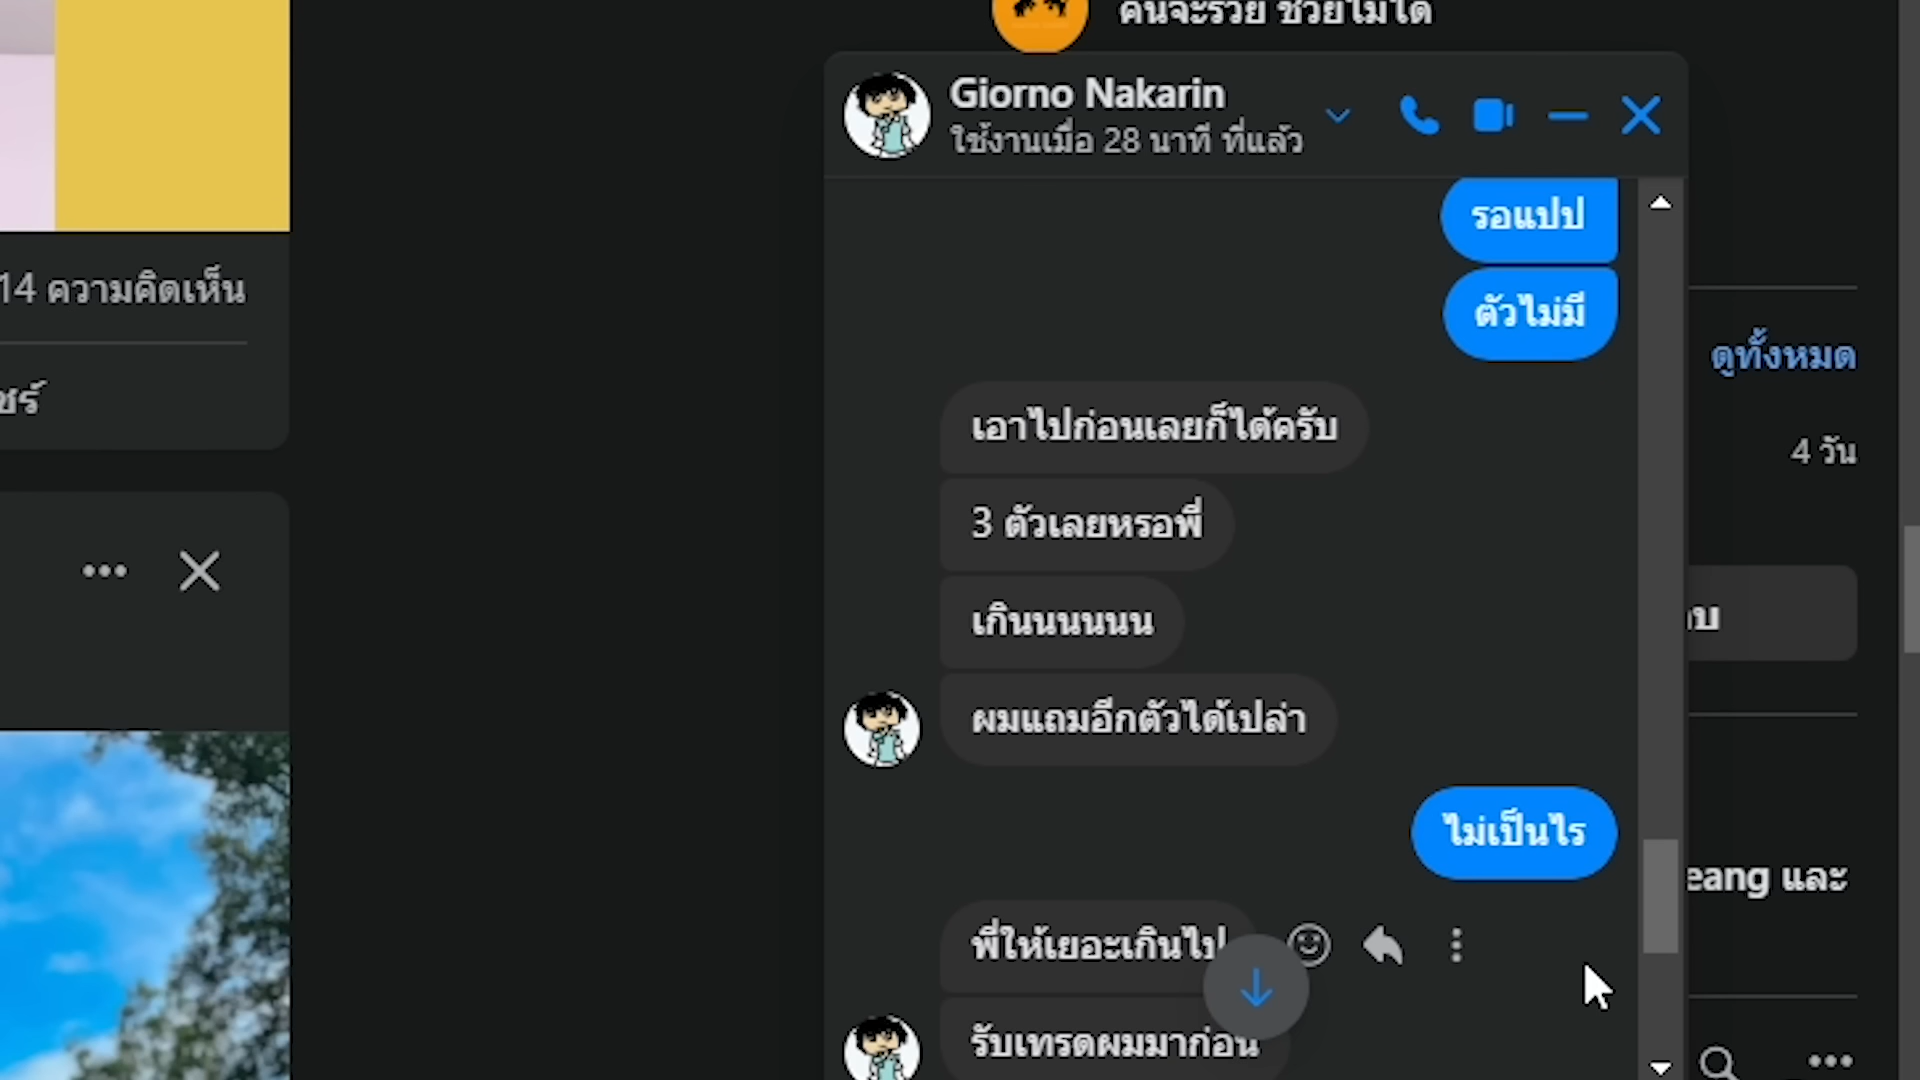 คนจะรวย ช่วยไม่ได้
Giorno Nakarin
ใช้งานเมื่อ 28 นาที ที่แล้ว
รอแปป
ตัวไม่มี
14 ความคิดเห็น
ดูทั้งหมด
แชร์
เอาไปก่อนเลยก็ได้ครับ
4 วัน
3 ตัวเลยหรอพี่
เกินนนนนน
ผมแถมอีกตัวได้เปล่า
ไม่เป็นไร
eang และ
พี่ให้เยอะเกินไป
รับเทรดผมมาก่อน